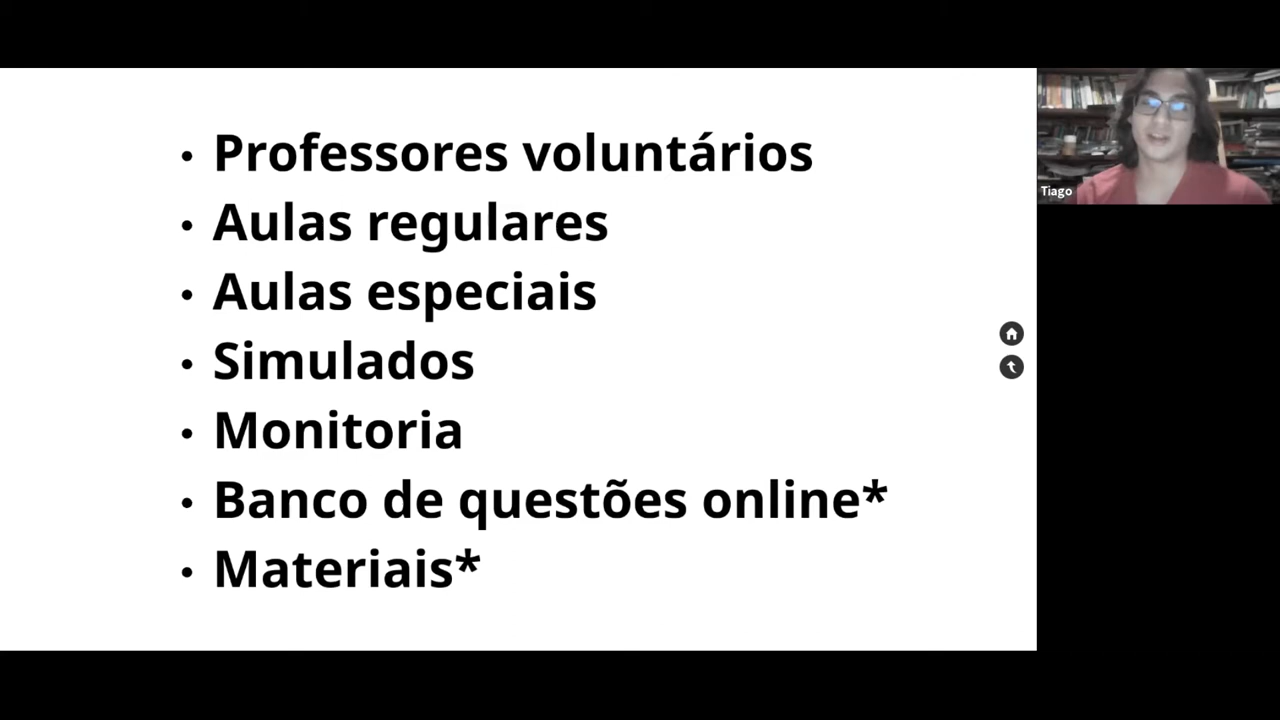 • Professores voluntários
• Aulas regulares
• Aulas especiais
• Simulados
• Monitoria
• Banco de questões online*
• Materiais*
Tiago